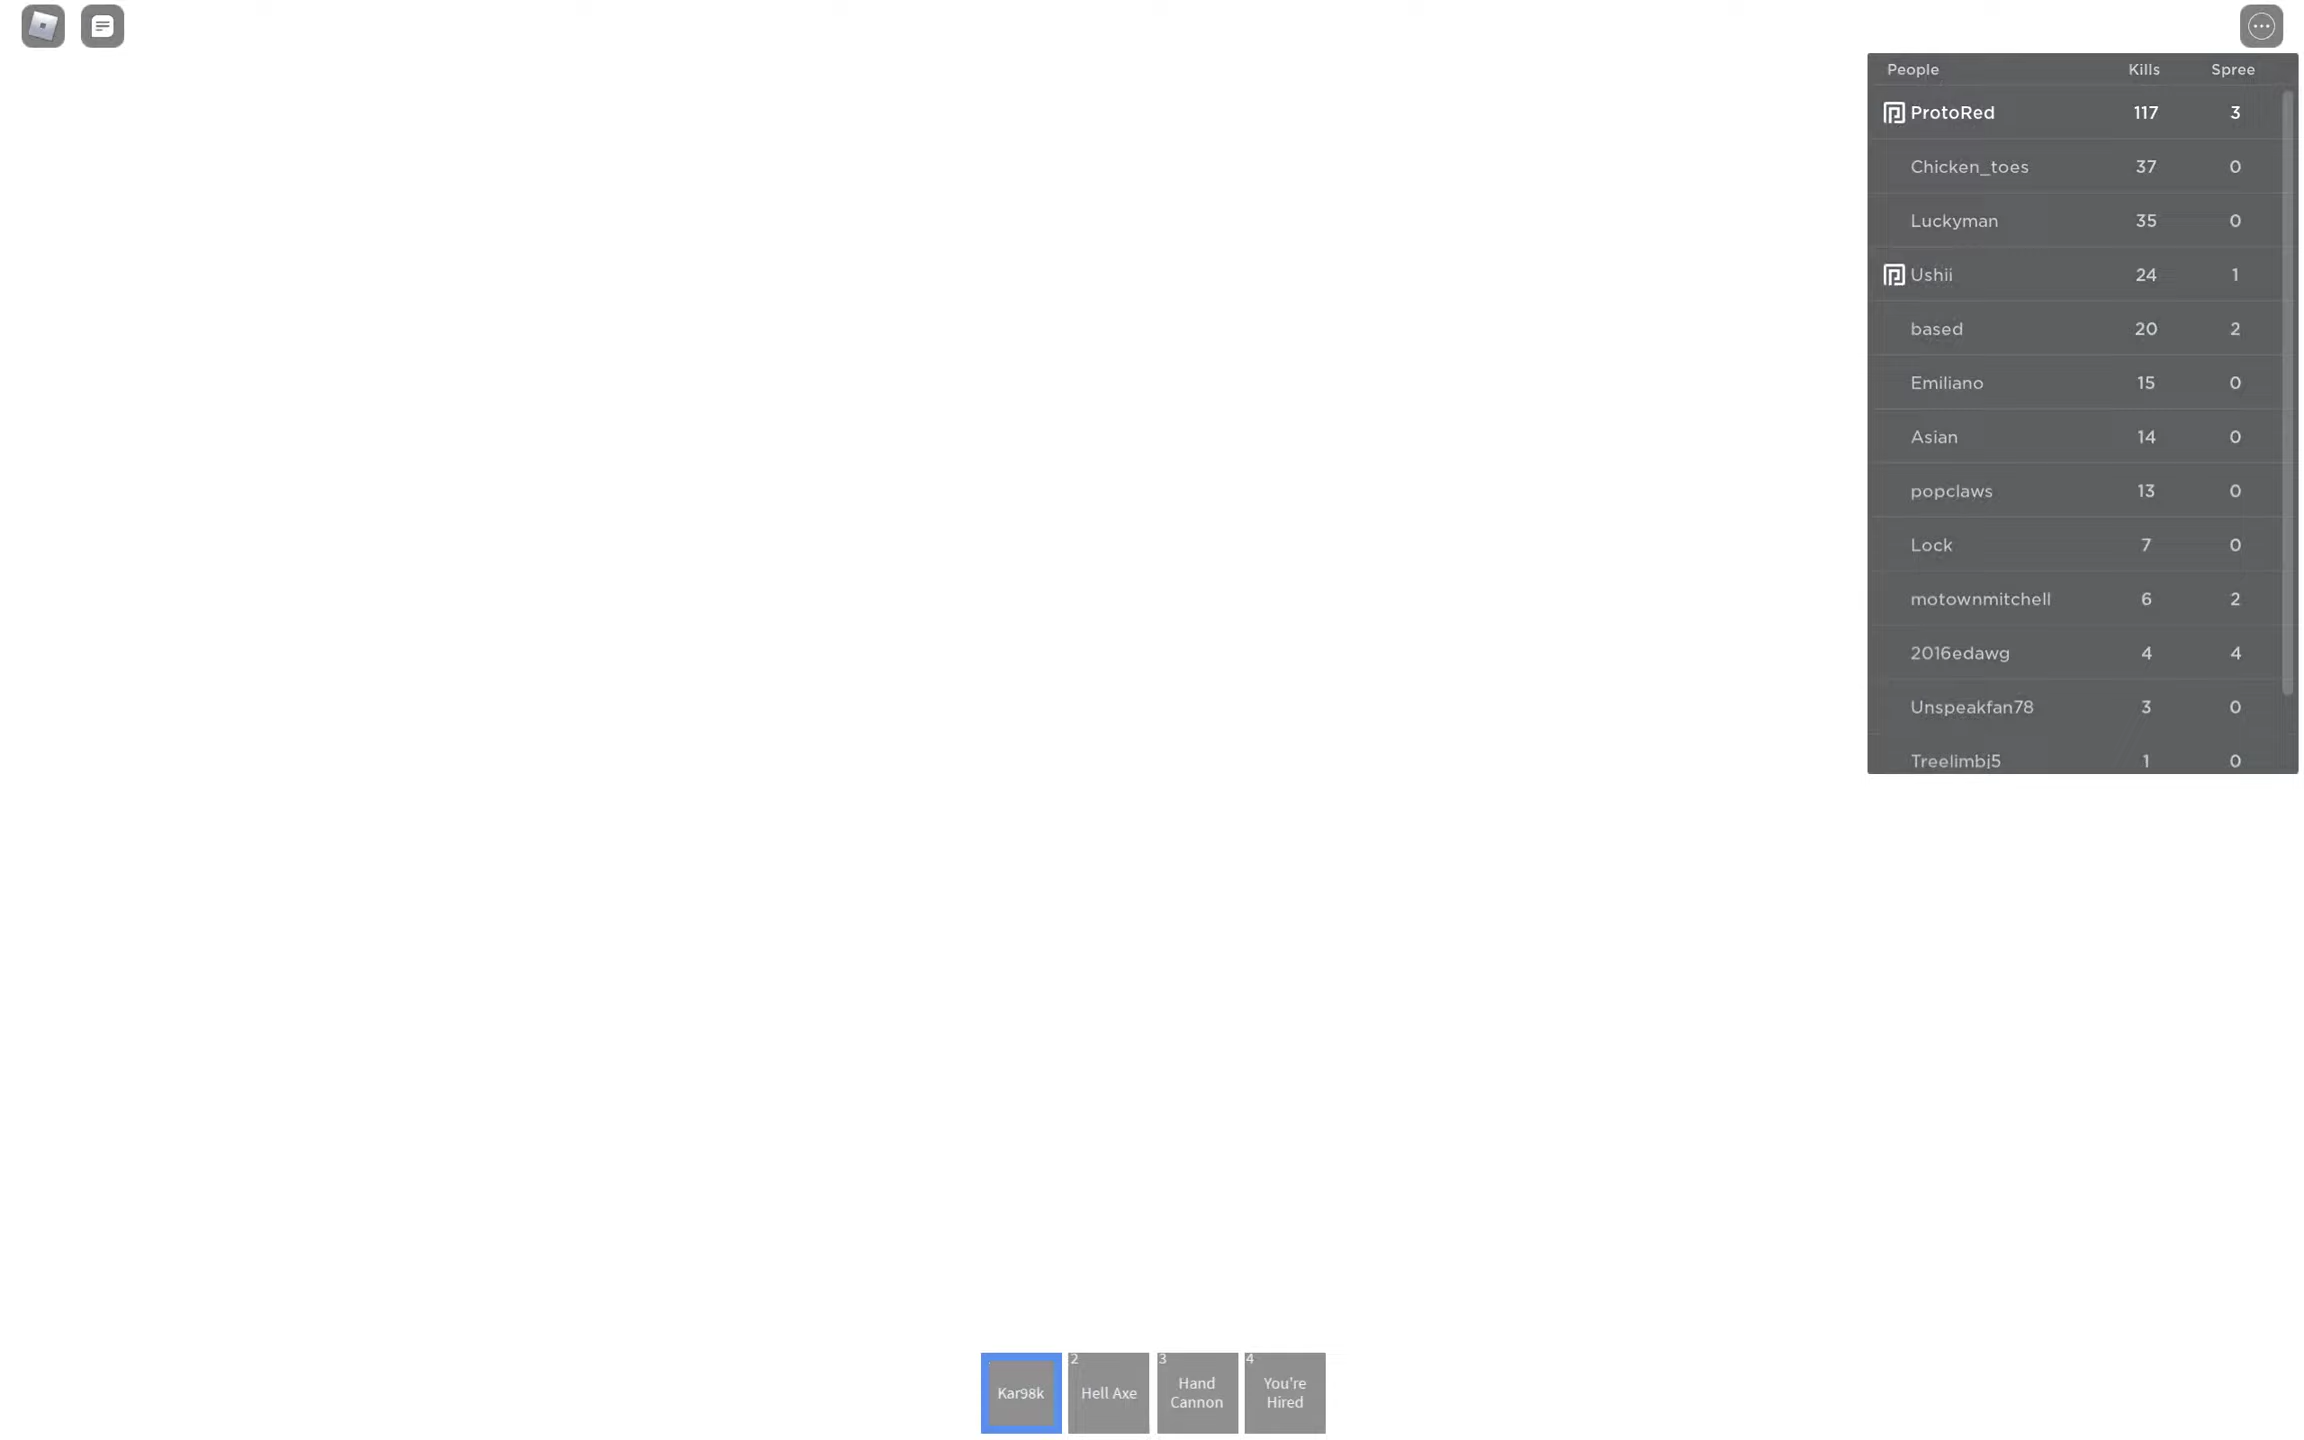 People Kills Spree
ProtoRed 117 3
Chicken_toes 37 0
Luckyman 35 0
Ushii 24 1
based 20 2
Emiliano 15 0
Asian 14 0
popclaws 13 0
Lock 7 0
motownmitchell 6 2
2016edawg 4 4
Unspeakfan78 3 0
Treelimbj5 1 0
Kar98k
2
Hell Axe
3
Hand
Cannon
4
You're
Hired